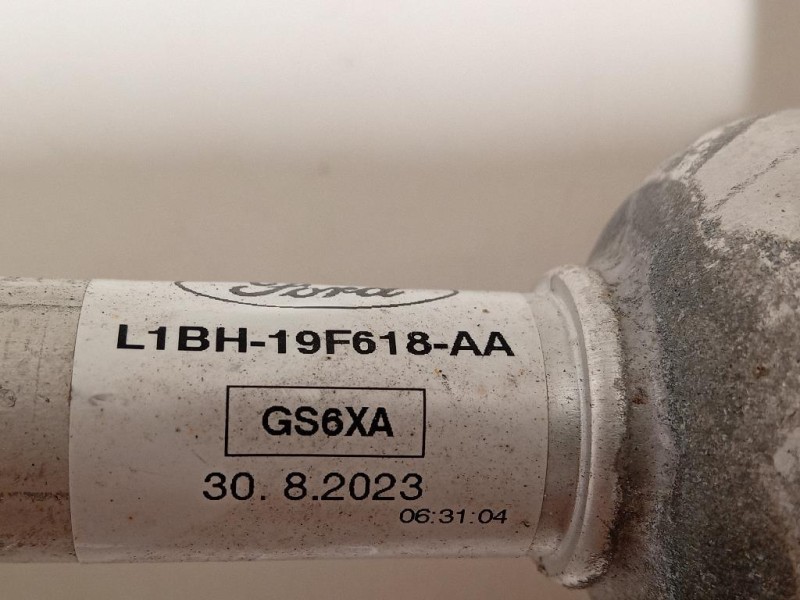 Ford
L1BH-19F618-AA
GS6XA
30. 8.2023
06:31:04